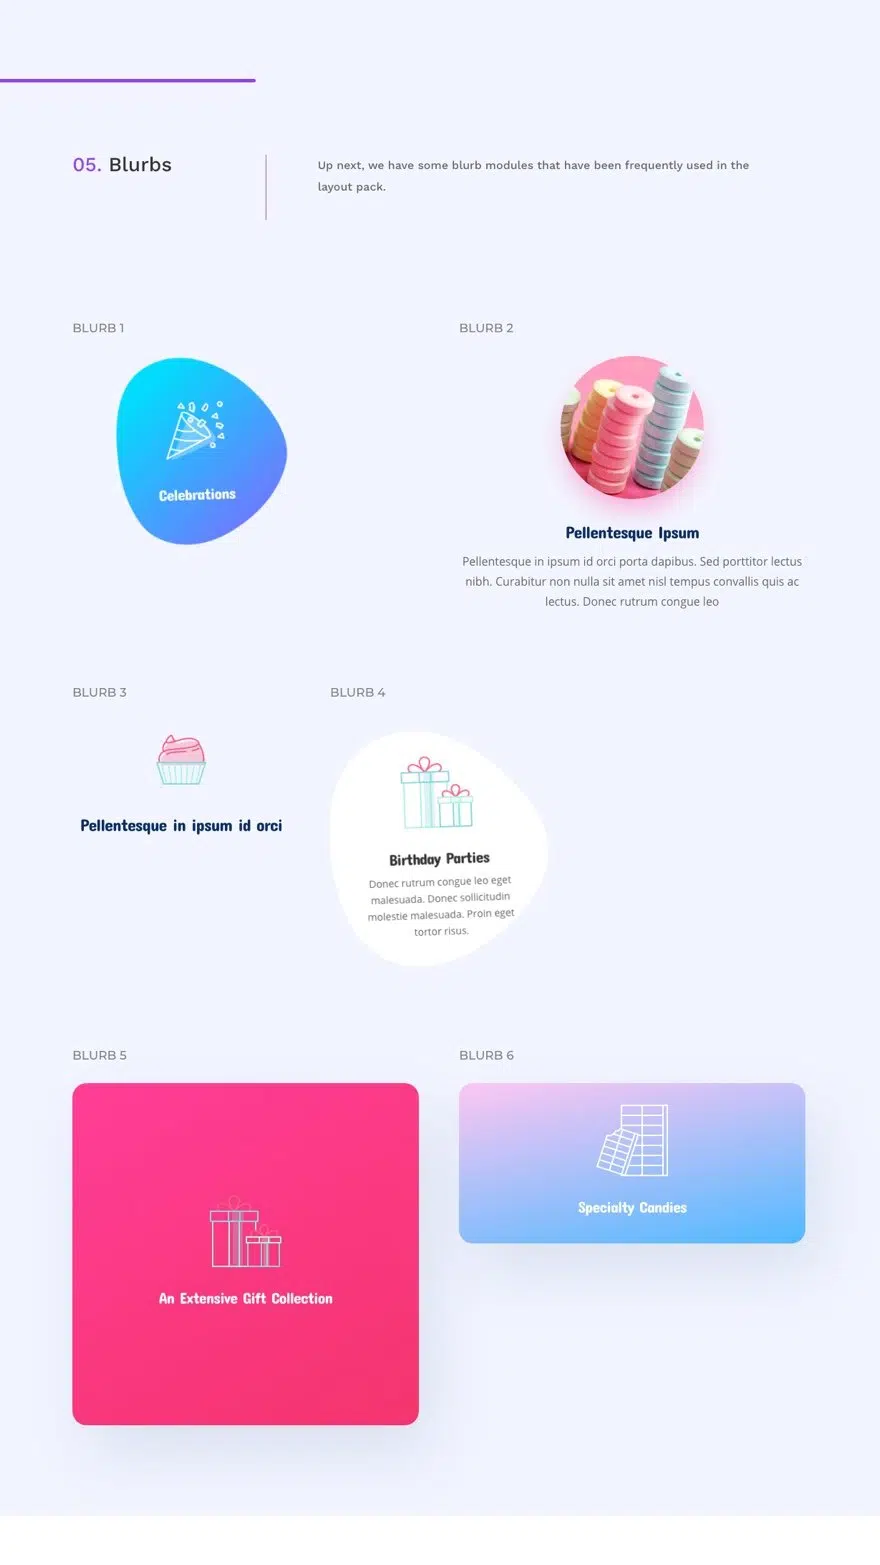 05. Blurbs
Up next, we have some blurb modules that have been frequently used in the
layout pack.
BLURB 1
Celebrations
BLURB 2
Pellentesque Ipsum
Pellentesque in ipsum id orci porta dapibus. Sed porttitor lectus
nibh. Curabitur non nulla sit amet nisl tempus convallis quis ac
lectus. Donec rutrum congue leo
BLURB 3
Pellentesque in ipsum id orci
BLURB 4
Birthday Parties
Donec rutrum congue leo eget
malesuada. Donec sollicitudin
molestie malesuada. Proin eget
tortor risus.
BLURB 5
An Extensive Gift Collection
BLURB 6
Specialty Candies